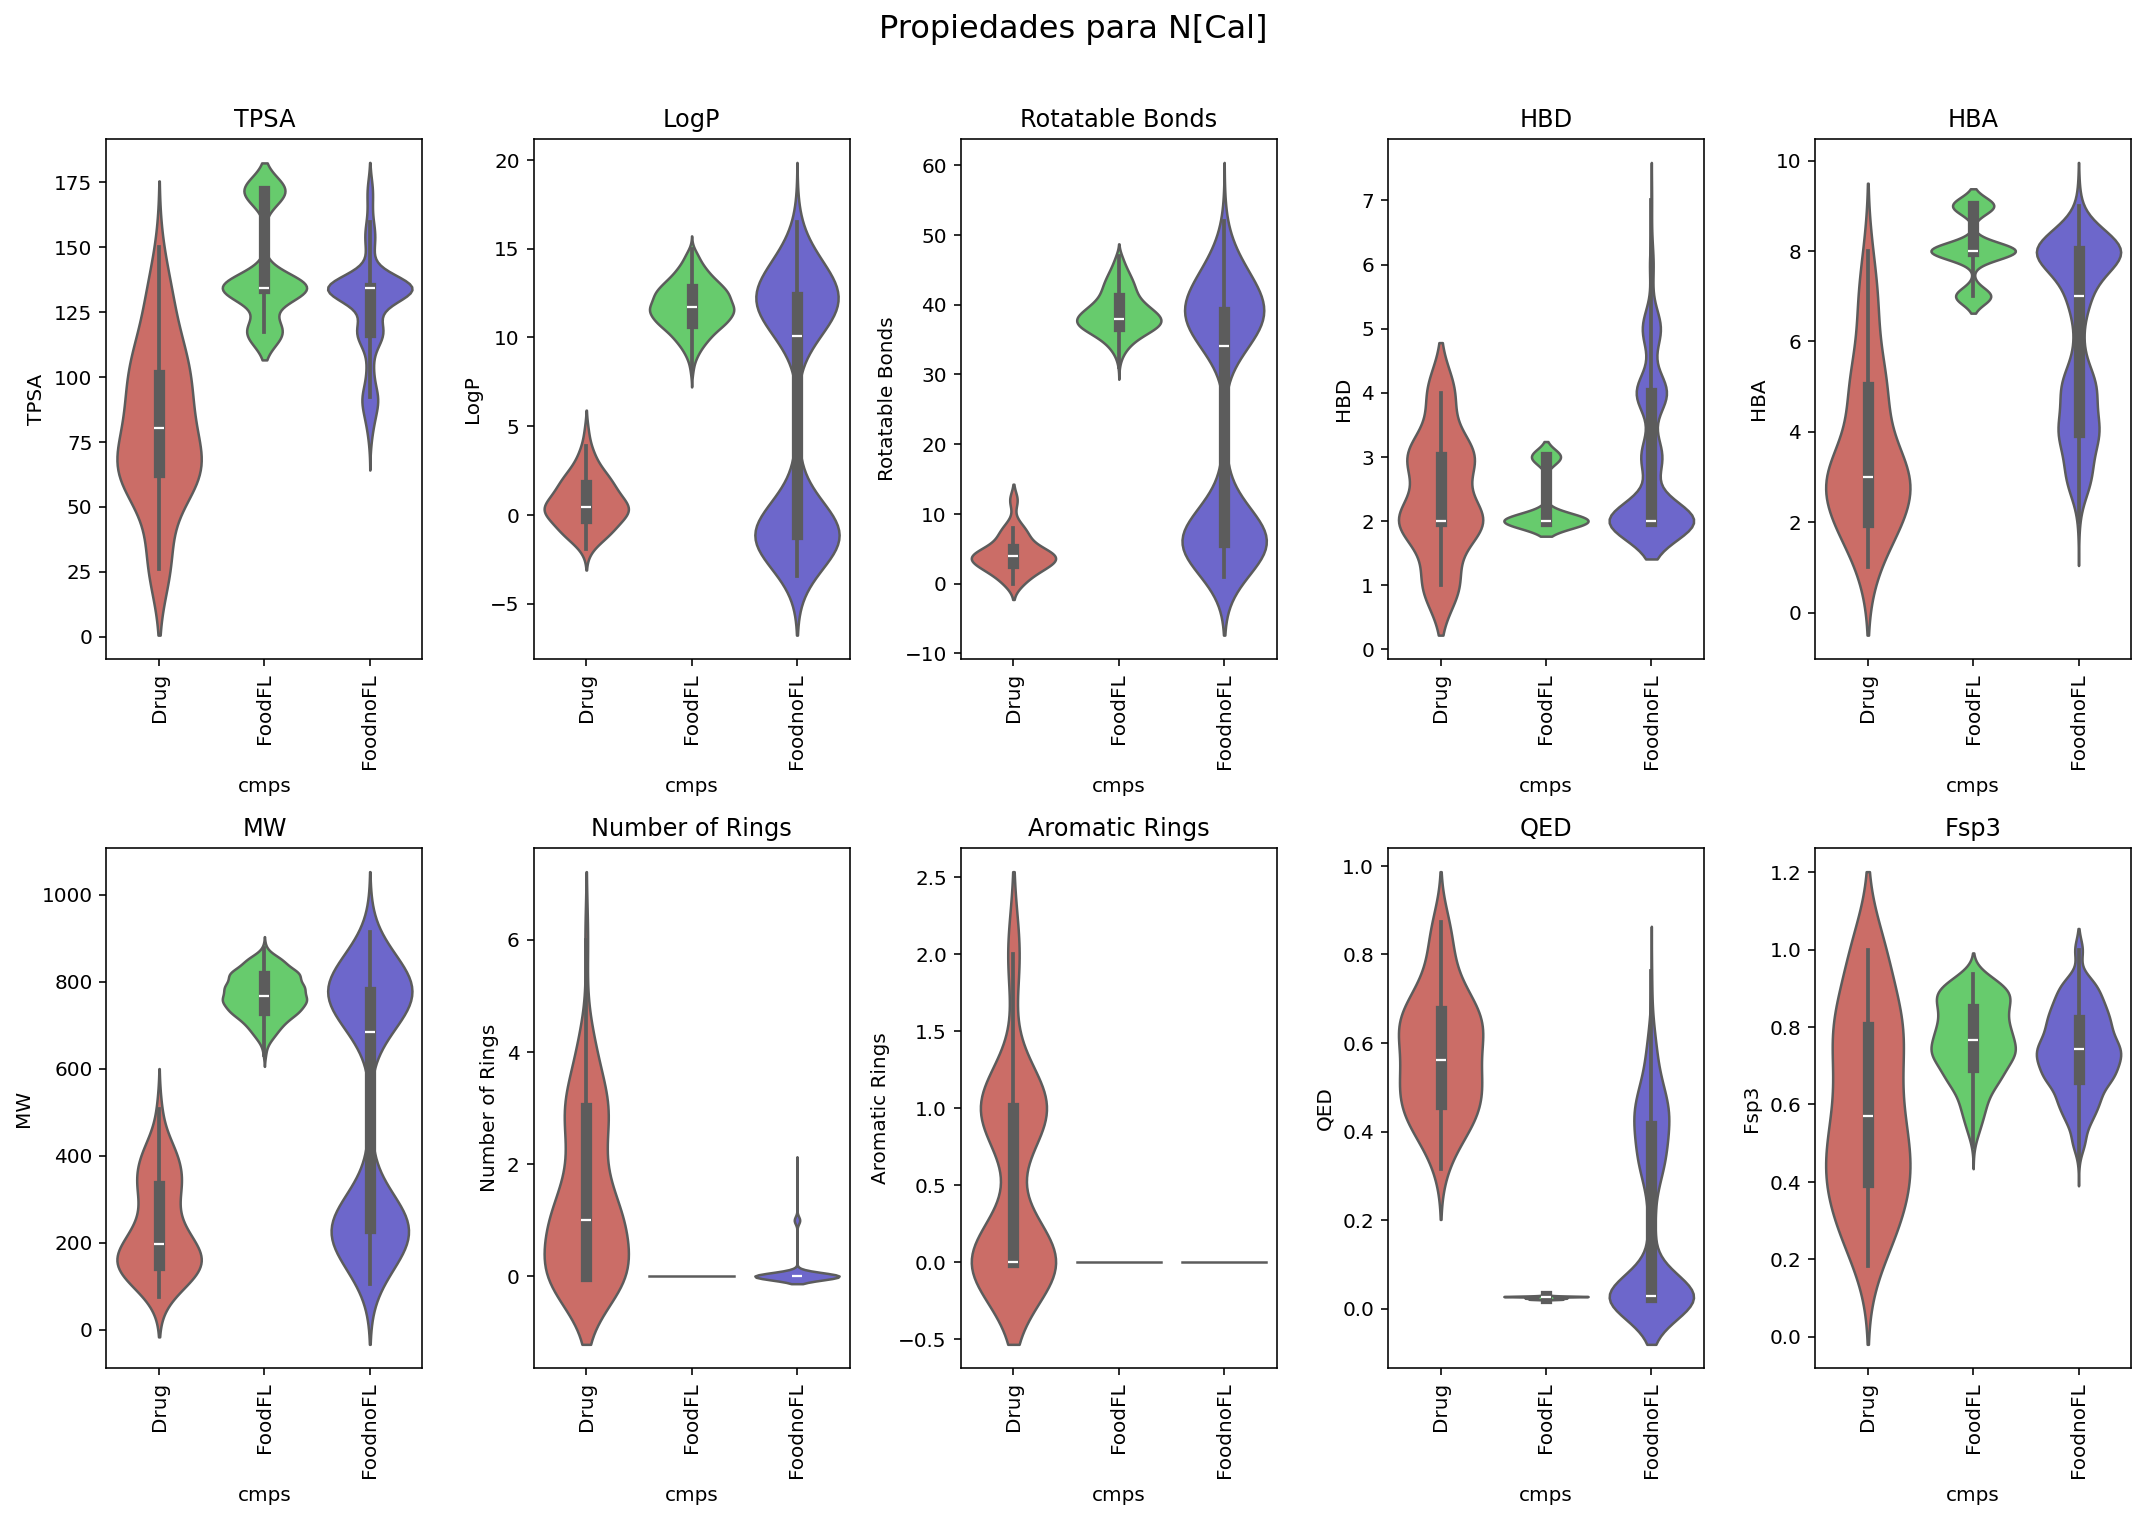 Propiedades para N[Cal]
TPSA
TPSA
175
150
125
100
75
50
25
0
Drug
FoodFL
FoodnoFL
cmps
LogP
LogP
20
15
10
5
0
−5
Drug
FoodFL
FoodnoFL
cmps
Rotatable Bonds
Rotatable Bonds
60
50
40
30
20
10
0
−10
Drug
FoodFL
FoodnoFL
cmps
HBD
HBD
7
6
5
4
3
2
1
0
Drug
FoodFL
FoodnoFL
cmps
HBA
HBA
10
8
6
4
2
0
Drug
FoodFL
FoodnoFL
cmps
MW
MW
1000
800
600
400
200
0
Drug
FoodFL
FoodnoFL
cmps
Number of Rings
Number of Rings
6
4
2
0
Drug
FoodFL
FoodnoFL
cmps
Aromatic Rings
Aromatic Rings
2.5
2.0
1.5
1.0
0.5
0.0
−0.5
Drug
FoodFL
FoodnoFL
cmps
QED
QED
1.0
0.8
0.6
0.4
0.2
0.0
Drug
FoodFL
FoodnoFL
cmps
Fsp3
Fsp3
1.2
1.0
0.8
0.6
0.4
0.2
0.0
Drug
FoodFL
FoodnoFL
cmps